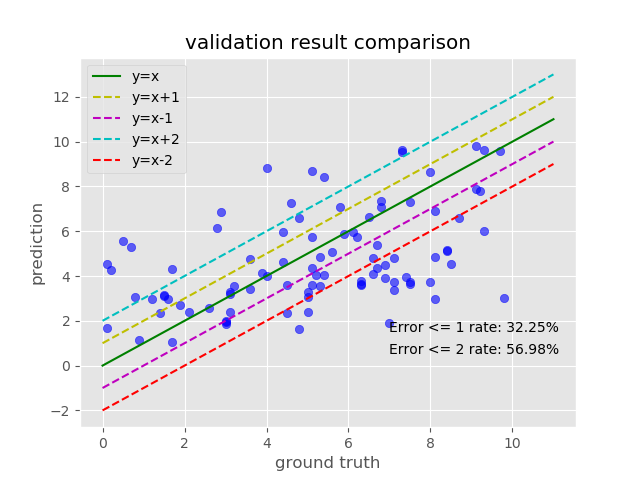 validation result comparison
y=x
y=x+1
y=x-1
y=x+2
y=x-2
12
10
8
6
4
2
0
−2
prediction
Error <= 1 rate: 32.25%
Error <= 2 rate: 56.98%
0 2 4 6 8 10
ground truth